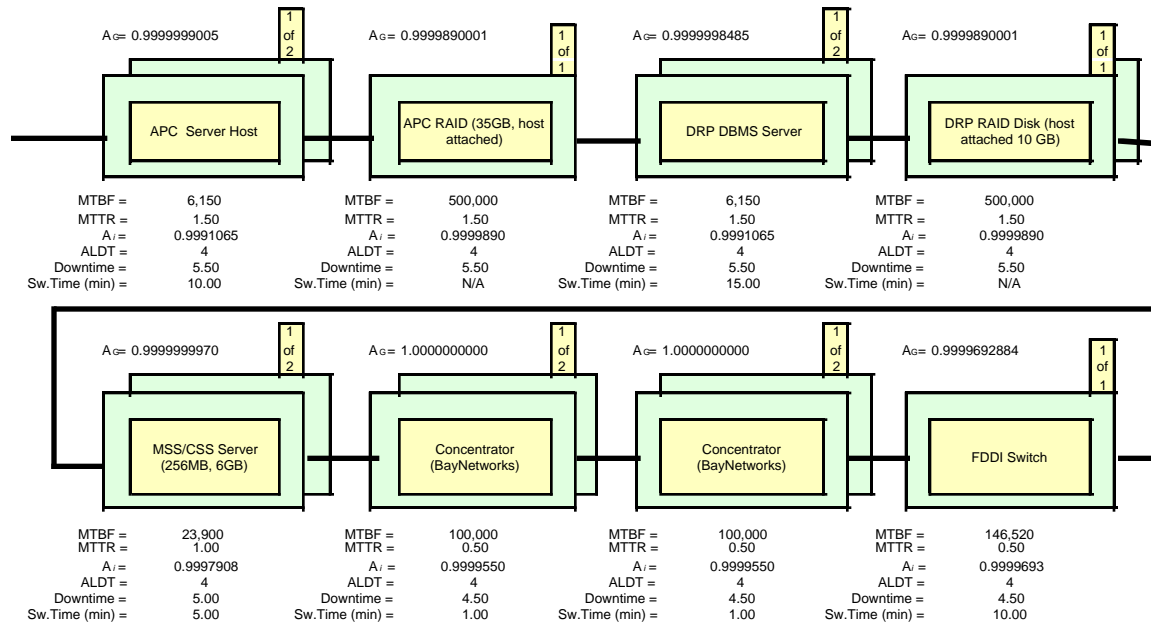 AG= 0.9999999005
1
of
2
APC Server Host
MTBF = 6,150
MTTR = 1.50
Ai = 0.9991065
ALDT = 4
Downtime = 5.50
Sw.Time (min) = 10.00
AG= 0.9999890001
1
of
1
APC RAID (35GB, host
attached)
MTBF = 500,000
MTTR = 1.50
Ai = 0.9999890
ALDT = 4
Downtime = 5.50
Sw.Time (min) = N/A
AG= 0.9999998485
1
of
2
DRP DBMS Server
MTBF = 6,150
MTTR = 1.50
Ai = 0.9991065
ALDT = 4
Downtime = 5.50
Sw.Time (min) = 15.00
AG= 0.9999890001
1
of
1
DRP RAID Disk (host
attached 10 GB)
MTBF = 500,000
MTTR = 1.50
Ai = 0.9999890
ALDT = 4
Downtime = 5.50
Sw.Time (min) = N/A
AG= 0.9999999970
1
of
2
MSS/CSS Server
(256MB, 6GB)
MTBF = 23,900
MTTR = 1.00
Ai = 0.9997908
ALDT = 4
Downtime = 5.00
Sw.Time (min) = 5.00
AG= 1.0000000000
1
of
2
Concentrator
(BayNetworks)
MTBF = 100,000
MTTR = 0.50
Ai = 0.9999550
ALDT = 4
Downtime = 4.50
Sw.Time (min) = 1.00
AG= 1.0000000000
1
of
2
Concentrator
(BayNetworks)
MTBF = 100,000
MTTR = 0.50
Ai = 0.9999550
ALDT = 4
Downtime = 4.50
Sw.Time (min) = 1.00
AG= 0.9999692884
1
of
1
FDDI Switch
MTBF = 146,520
MTTR = 0.50
Ai = 0.9999693
ALDT = 4
Downtime = 4.50
Sw.Time (min) = 10.00